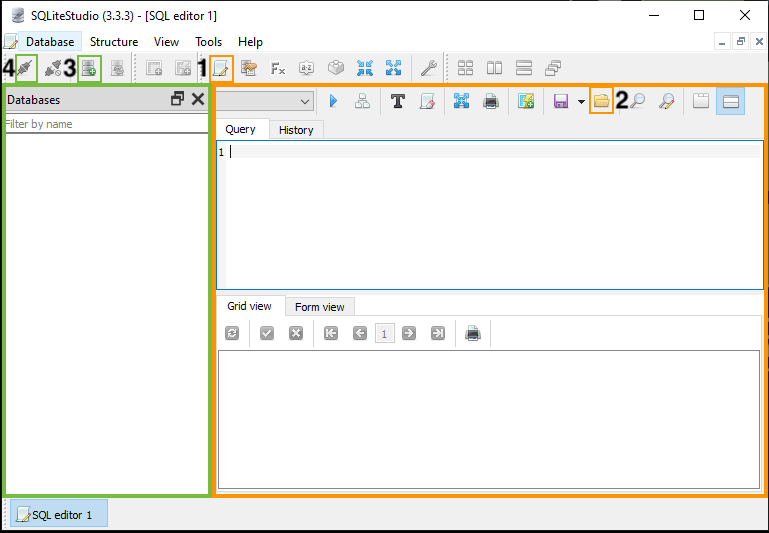 SQLiteStudio (3.3.3) - [SQL editor 1]
Database Structure View Tools Help
4 3 1 Fx a-z
Databases 2
Filter by name
Query History
1
Grid view Form view
1
SQL editor 1